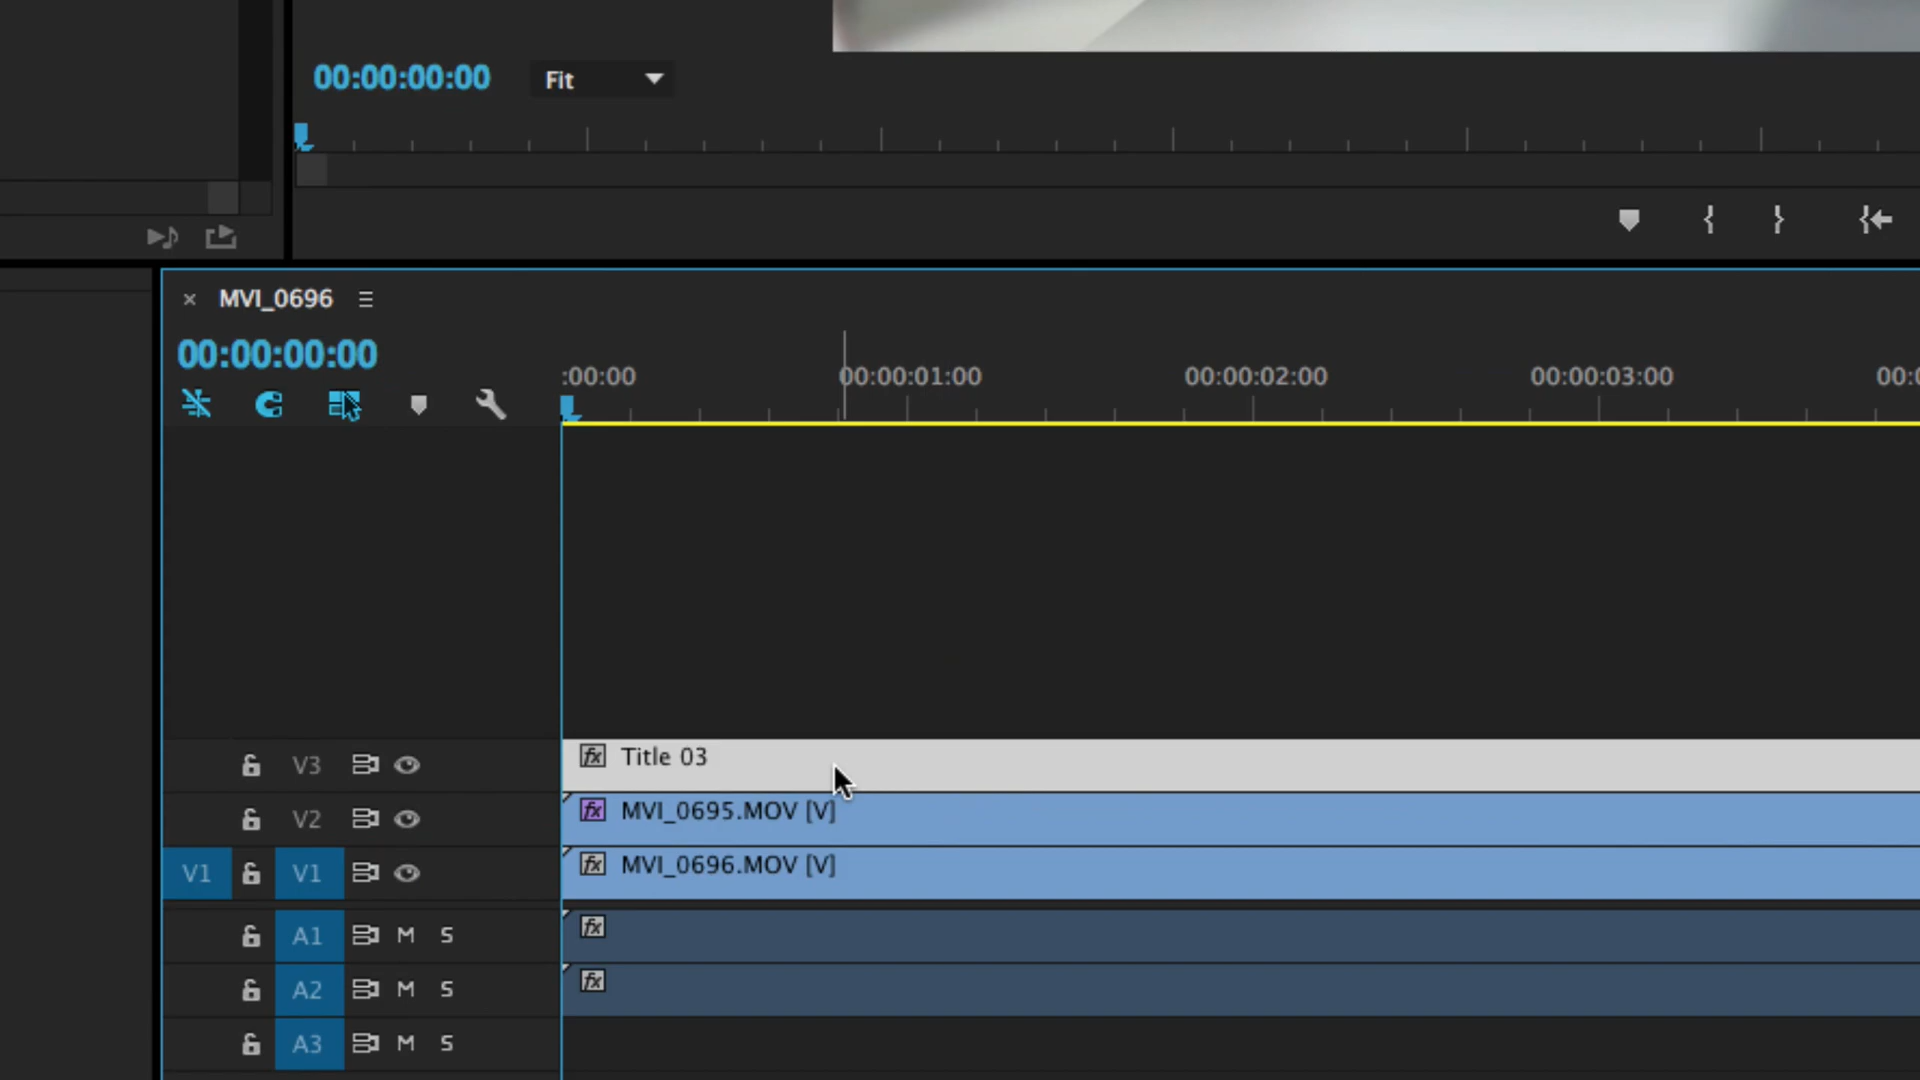 00:00:00:00 Fit
MVI_0696
00:00:00:00
:00:00 00:00:01:00 00:00:02:00 00:00:03:00 00:0
V3 fx Title 03
V2 fx MVI_0695.MOV [V]
V1 V1 fx MVI_0696.MOV [V]
A1 M S fx
A2 M S fx
A3 M S